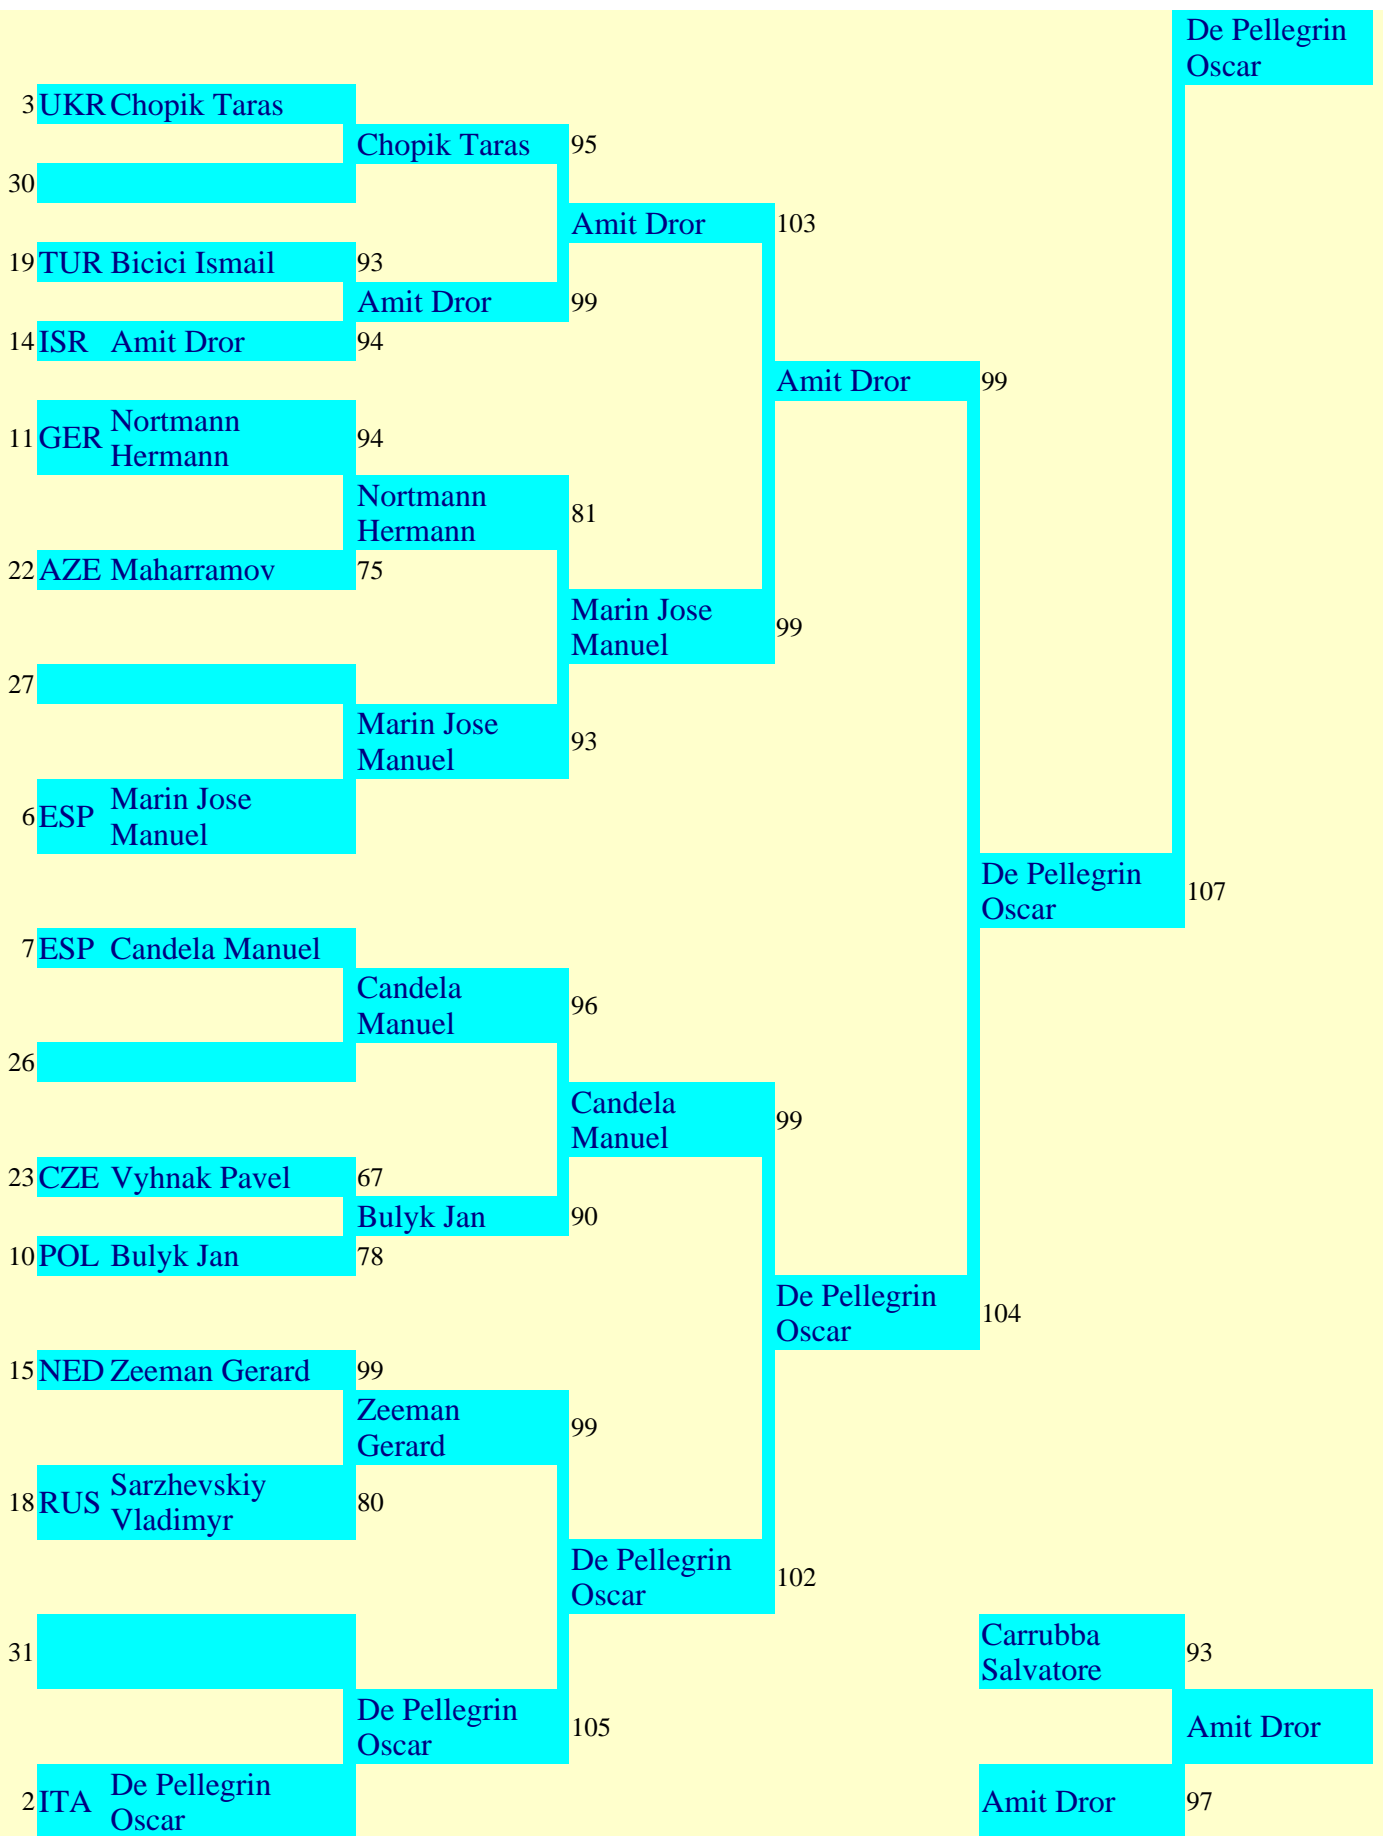 De Pellegrin
Oscar
3 UKR Chopik Taras
Chopik Taras 95
30
Amit Dror 103
19 TUR Bicici Ismail 93
Amit Dror 99
14 ISR Amit Dror 94
Amit Dror 99
11 GER Nortmann
Hermann 94
Nortmann
Hermann 81
22 AZE Maharramov 75
Marin Jose
Manuel 99
27
Marin Jose
Manuel 93
6 ESP Marin Jose
Manuel
De Pellegrin
Oscar 107
7 ESP Candela Manuel
Candela
Manuel 96
26
Candela
Manuel 99
23 CZE Vyhnak Pavel 67
Bulyk Jan 90
10 POL Bulyk Jan 78
De Pellegrin
Oscar 104
15 NED Zeeman Gerard 99
Zeeman
Gerard 99
18 RUS Sarzhevskiy
Vladimyr 80
De Pellegrin
Oscar 102
31
Carrubba
Salvatore 93
De Pellegrin
Oscar 105
Amit Dror
2 ITA De Pellegrin
Oscar
Amit Dror 97